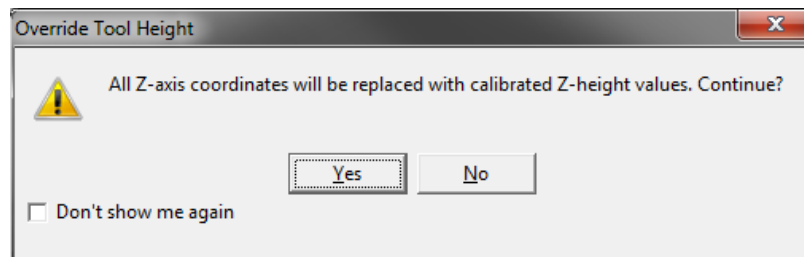 Override Tool Height
All Z-axis coordinates will be replaced with calibrated Z-height values. Continue?
Yes No
Don't show me again